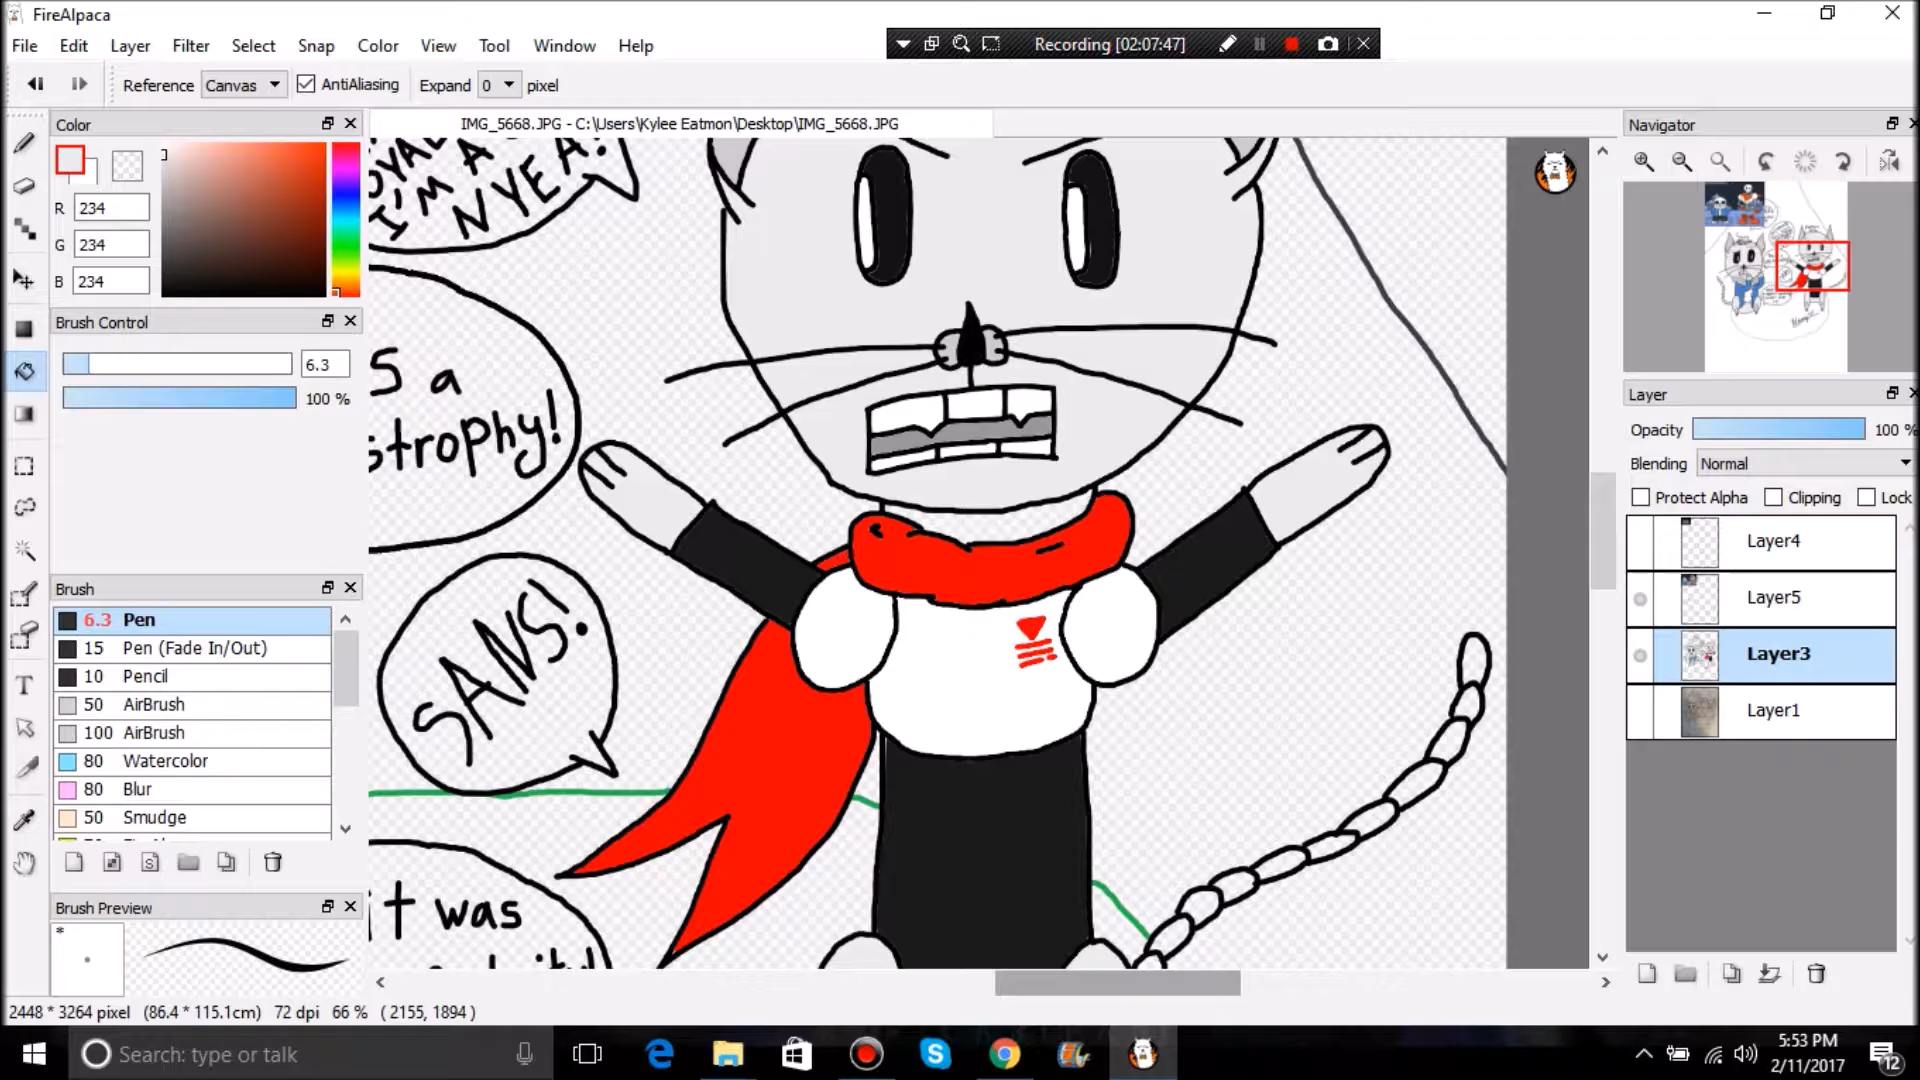 FireAlpaca
File Edit Layer Filter Select Snap Color View Tool Window Help
Recording [02:07:47]
Reference Canvas AntiAliasing Expand 0 pixel
Color
IMG_5668.JPG - C:\Users\Kylee Eatmon\Desktop\IMG_5668.JPG
Navigator
R 234
G 234
B 234
Brush Control
6.3
100 %
Brush
6.3 Pen
15 Pen (Fade In/Out)
10 Pencil
50 AirBrush
100 AirBrush
80 Watercolor
80 Blur
50 Smudge
Brush Preview
*
I'M A
NYEA!
s a
strophy!
SANS!
it was
Layer
Opacity 100 %
Blending Normal
Protect Alpha Clipping Lock
Layer4
Layer5
Layer3
Layer1
2448 * 3264 pixel (86.4 * 115.1cm) 72 dpi 66 % ( 2155, 1894 )
Search: type or talk
5:53 PM
2/11/2017
12